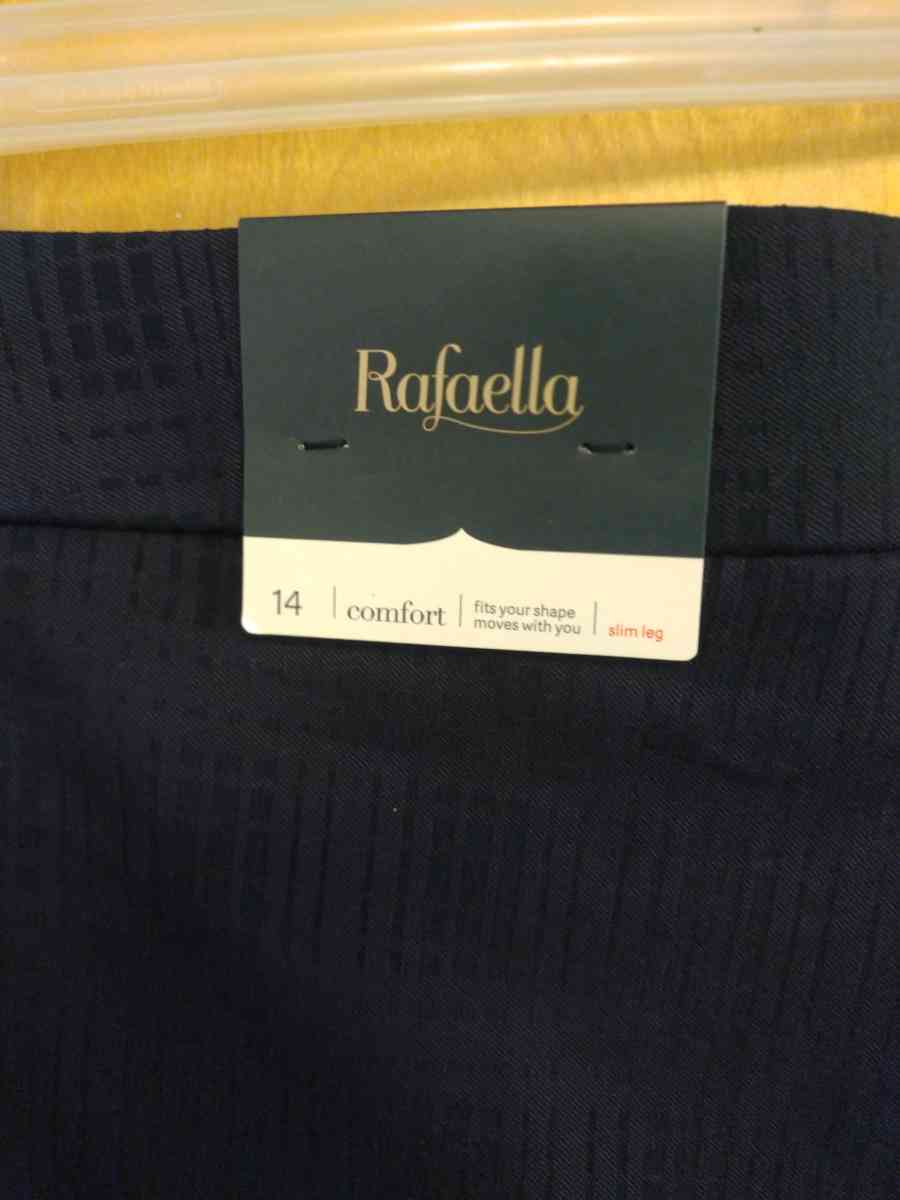 Rafaella
14
comfort
fits your shape
moves with you
slim leg